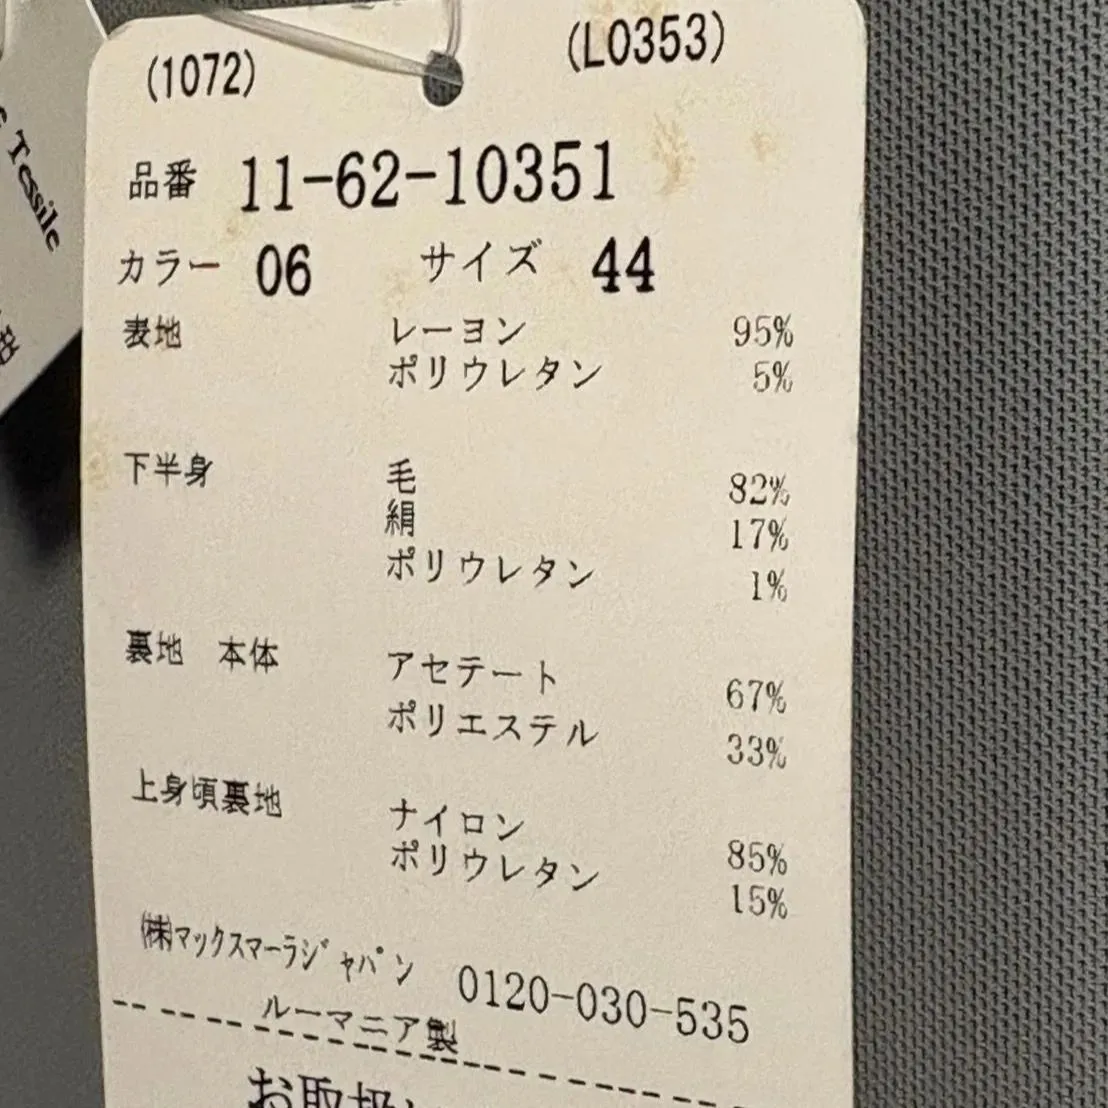 (1072) (L0353)
品番 11-62-10351
カラー 06 サイズ 44
表地 レーヨン 95%
ポリウレタン 5%
下半身 毛 82%
絹 17%
ポリウレタン 1%
裏地 本体 アセテート 67%
ポリエステル 33%
上身頃裏地 ナイロン 85%
ポリウレタン 15%
㈱マックスマーラジャパン 0120-030-535
ルーマニア製
お取扱
Tessile